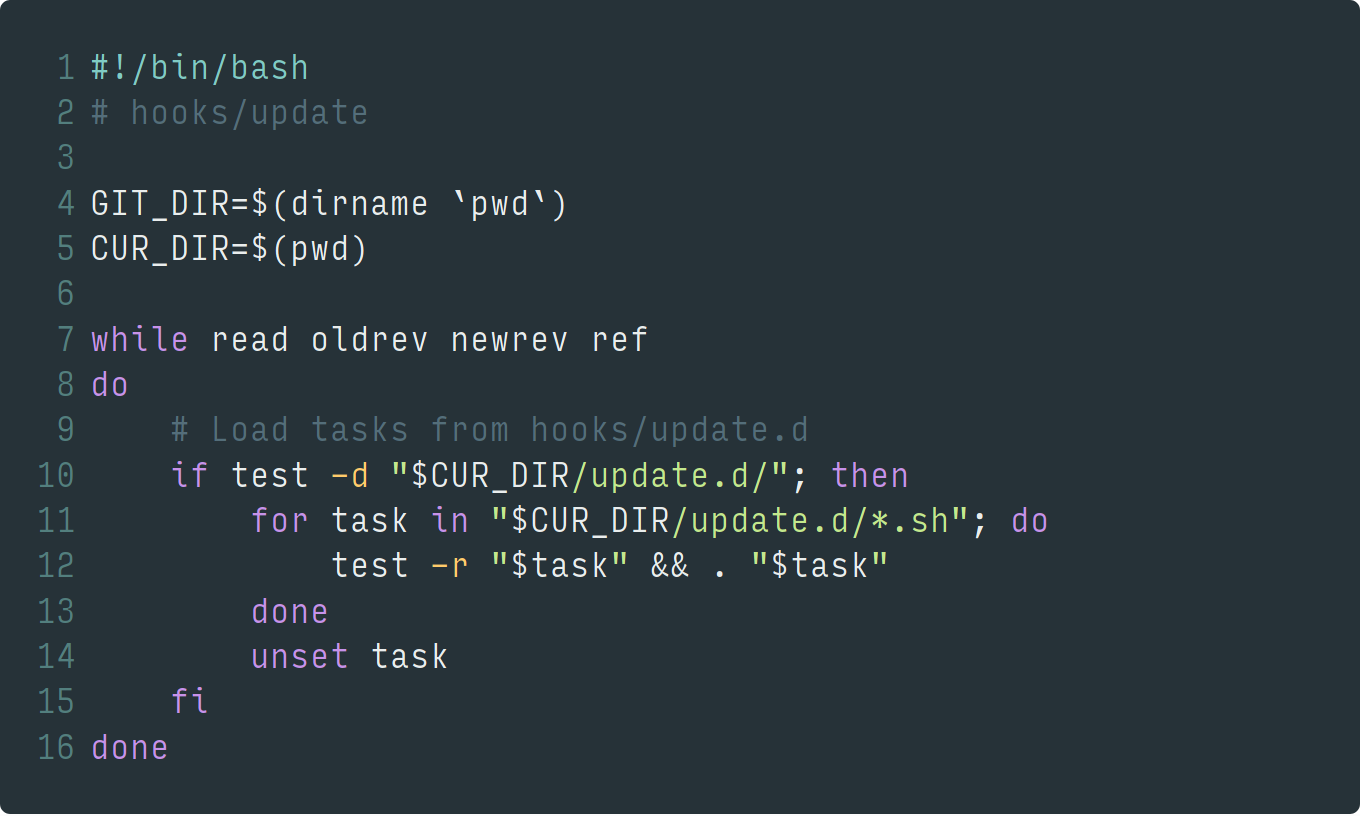 1 #!/bin/bash
2 # hooks/update
3
4 GIT_DIR=$(dirname `pwd`)
5 CUR_DIR=$(pwd)
6
7 while read oldrev newrev ref
8 do
9     # Load tasks from hooks/update.d
10     if test -d "$CUR_DIR/update.d/"; then
11         for task in "$CUR_DIR/update.d/*.sh"; do
12             test -r "$task" && . "$task"
13         done
14         unset task
15     fi
16 done